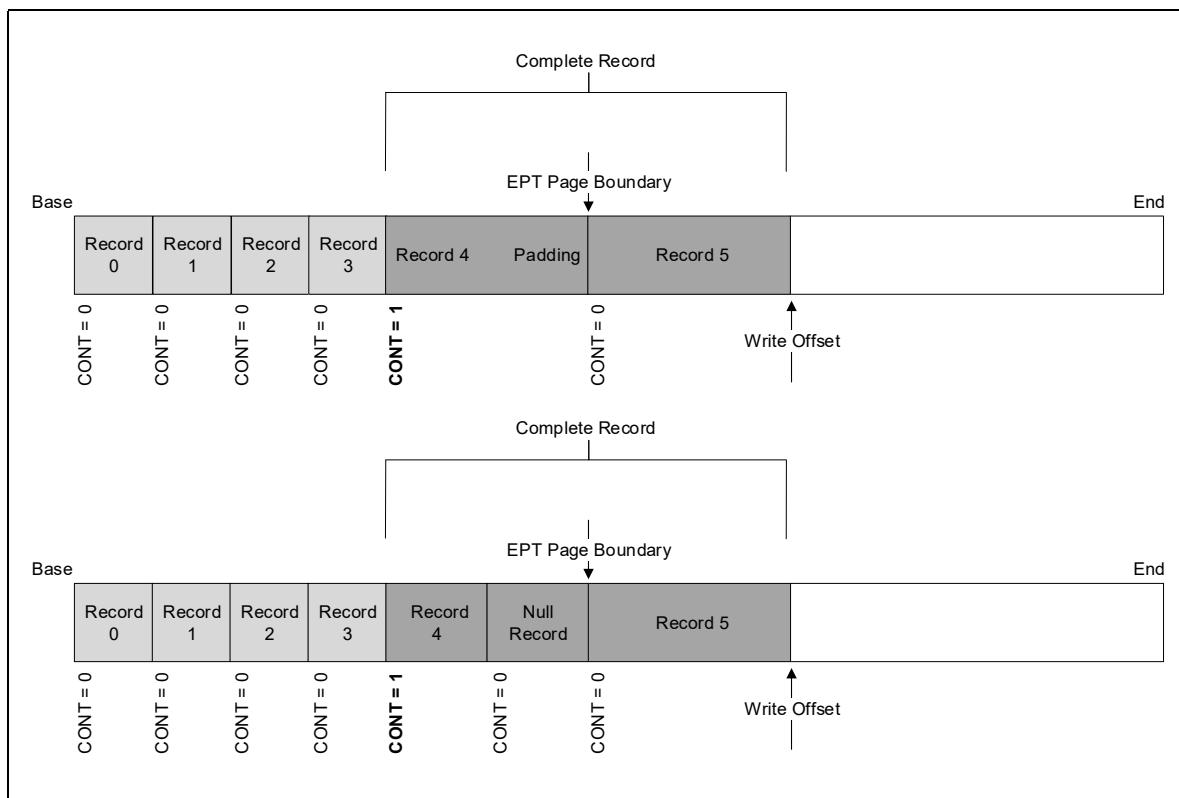 Complete Record
EPT Page Boundary
Base
End
Record
0
Record
1
Record
2
Record
3
Record 4
Padding
Record 5
CONT = 0
CONT = 0
CONT = 0
CONT = 0
CONT = 1
CONT = 0
Write Offset
Complete Record
EPT Page Boundary
Base
End
Record
0
Record
1
Record
2
Record
3
Record
4
Null
Record
Record 5
CONT = 0
CONT = 0
CONT = 0
CONT = 0
CONT = 1
CONT = 0
CONT = 0
Write Offset